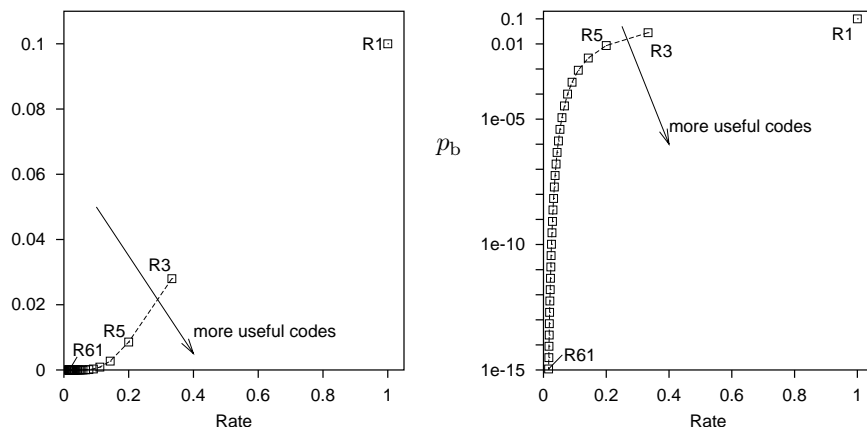 0.1
0.08
0.06
0.04
0.02
0
R1
R3
R5
R61
more useful codes
0 0.2 0.4 0.6 0.8 1
Rate
p_b
0.1
0.01
1e-05
1e-10
1e-15
R5
R3
R1
more useful codes
R61
0 0.2 0.4 0.6 0.8 1
Rate